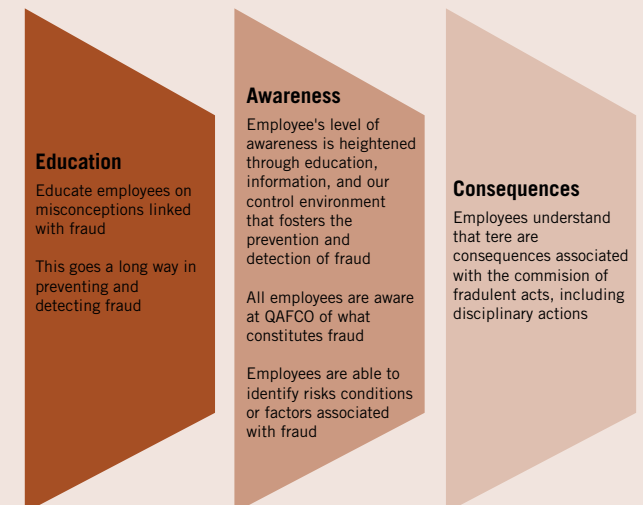 Education
Educate employees on
misconceptions linked
with fraud
This goes a long way in
preventing and
detecting fraud
Awareness
Employee's level of
awareness is heightened
through education,
information, and our
control environment
that fosters the
prevention and
detection of fraud
All employees are aware
at QAFCO of what
constitutes fraud
Employees are able to
identify risks conditions
or factors associated
with fraud
Consequences
Employees understand
that tere are
consequences associated
with the commision of
fradulent acts, including
disciplinary actions